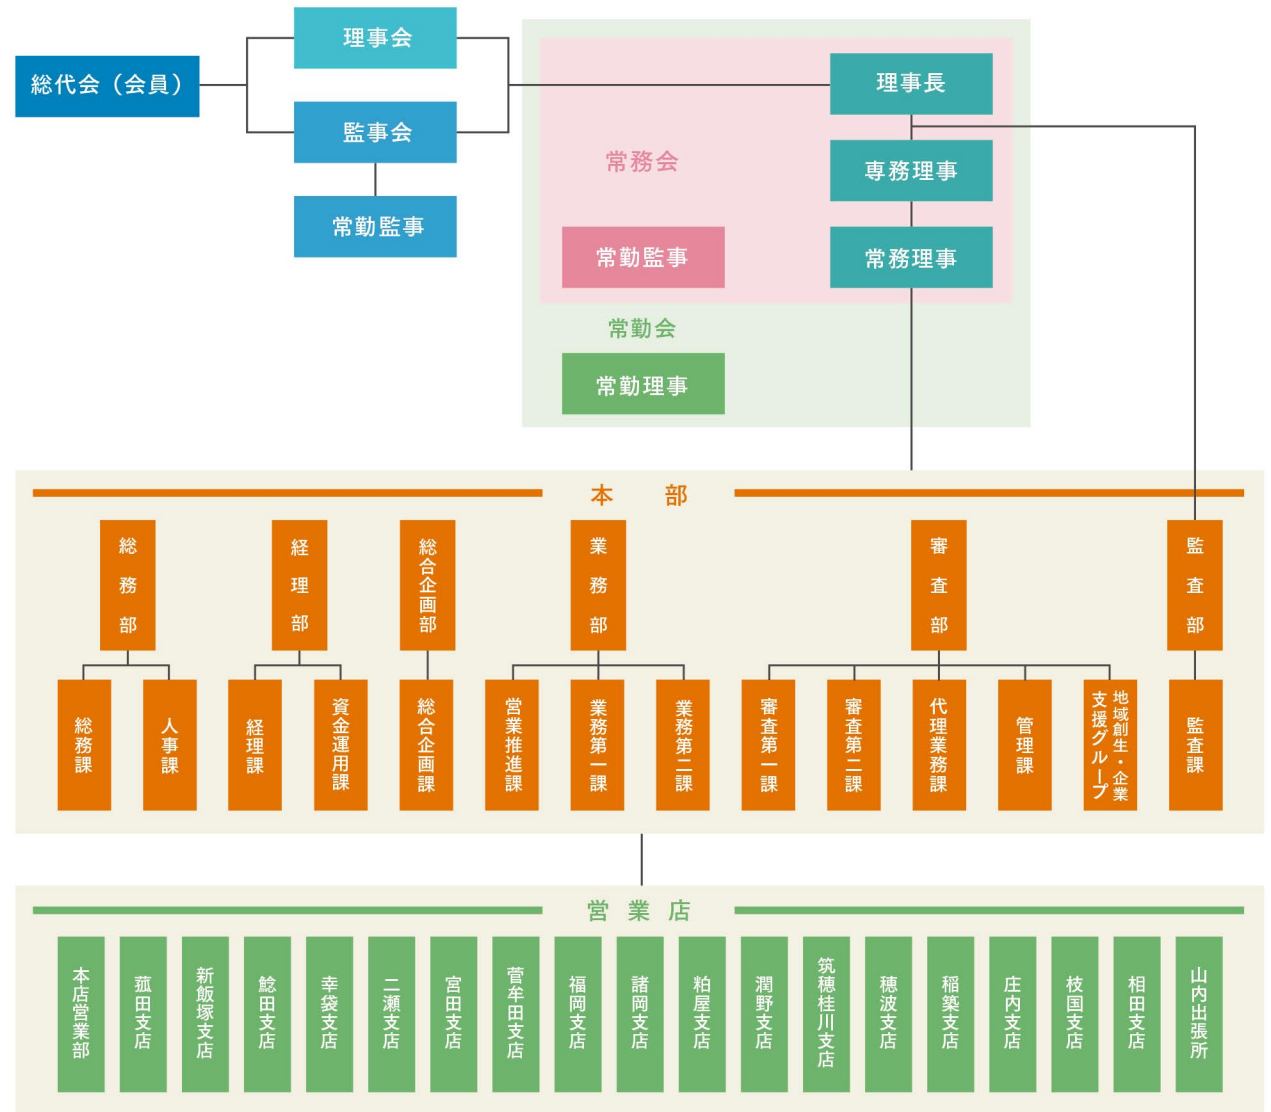 総代会（会員）
理事会
監事会
常勤監事
理事長
専務理事
常務理事
常務会
常勤監事
常勤会
常勤理事
本部
総務部
経理部
総合企画部
業務部
審査部
監査部
総務課
人事課
経理課
資金運用課
総合企画課
営業推進課
業務第一課
業務第二課
審査第一課
審査第二課
代理業務課
管理課
地域創生・企業
支援グループ
監査課
営業店
本店営業部
菰田支店
新飯塚支店
鯰田支店
幸袋支店
二瀬支店
宮田支店
菅牟田支店
福岡支店
諸岡支店
粕屋支店
潤野支店
筑穂桂川支店
穂波支店
稲築支店
庄内支店
枝国支店
相田支店
山内出張所